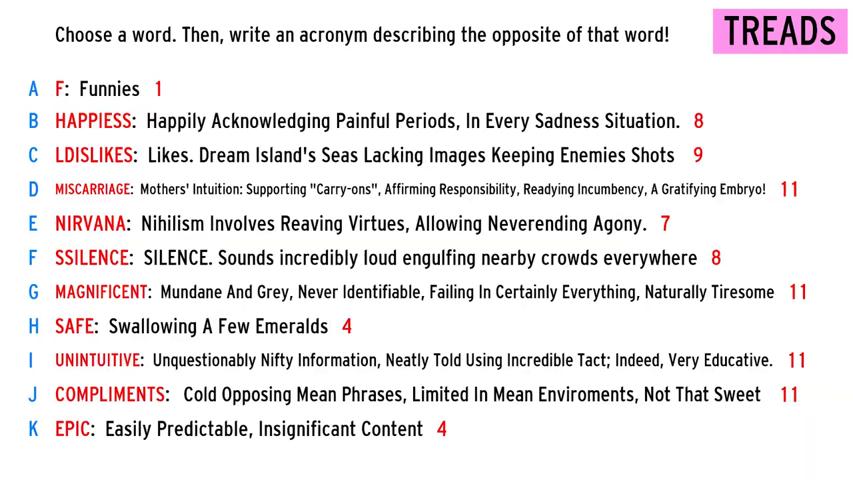 Choose a word. Then, write an acronym describing the opposite of that word!
TREADS
A F: Funnies 1
B HAPPIESS: Happily Acknowledging Painful Periods, In Every Sadness Situation. 8
C LDISLIKES: Likes. Dream Island's Seas Lacking Images Keeping Enemies Shots 9
D MISCARRIAGE: Mothers' Intuition: Supporting "Carry-ons", Affirming Responsibility, Readying Incumbency, A Gratifying Embryo! 11
E NIRVANA: Nihilism Involves Reaving Virtues, Allowing Neverending Agony. 7
F SSILENCE: SILENCE. Sounds incredibly loud engulfing nearby crowds everywhere 8
G MAGNIFICENT: Mundane And Grey, Never Identifiable, Failing In Certainly Everything, Naturally Tiresome 11
H SAFE: Swallowing A Few Emeralds 4
I UNINTUITIVE: Unquestionably Nifty Information, Neatly Told Using Incredible Tact; Indeed, Very Educative. 11
J COMPLIMENTS: Cold Opposing Mean Phrases, Limited In Mean Enviroments, Not That Sweet 11
K EPIC: Easily Predictable, Insignificant Content 4